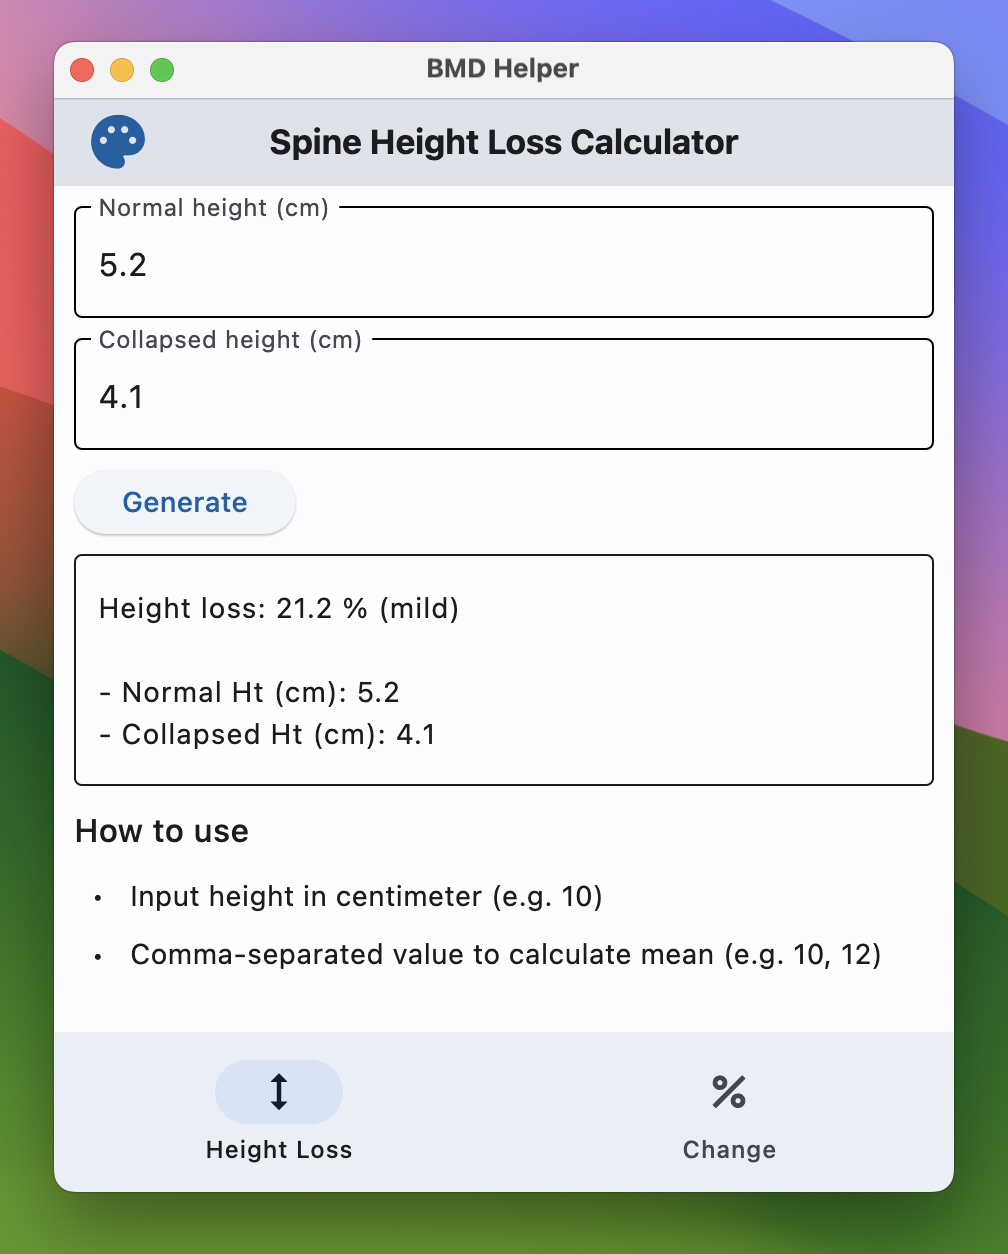 BMD Helper
Spine Height Loss Calculator
Normal height (cm)
5.2
Collapsed height (cm)
4.1
Generate
Height loss: 21.2 % (mild)
- Normal Ht (cm): 5.2
- Collapsed Ht (cm): 4.1
How to use
• Input height in centimeter (e.g. 10)
• Comma-separated value to calculate mean (e.g. 10, 12)
Height Loss
Change